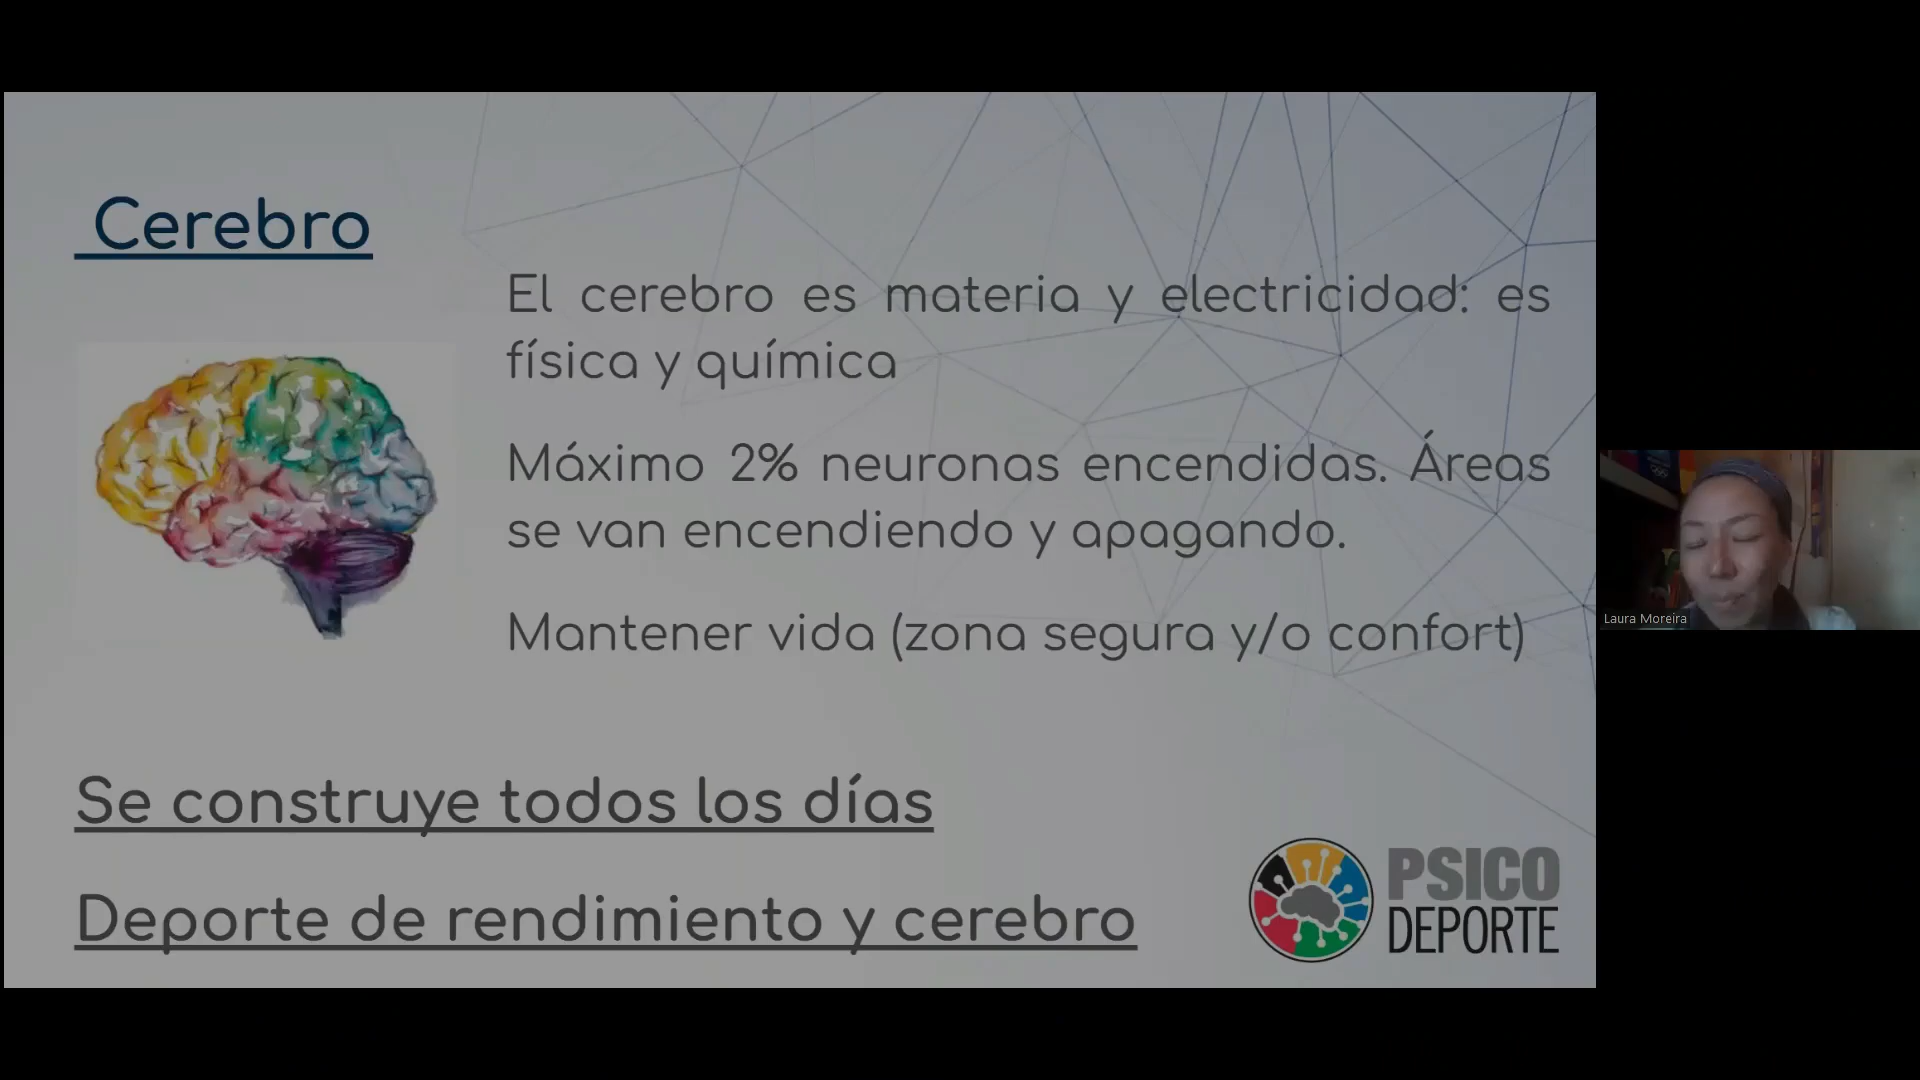 Cerebro
El cerebro es materia y electricidad: es
física y química
Máximo 2% neuronas encendidas. Áreas
se van encendiendo y apagando.
Mantener vida (zona segura y/o confort)
Se construye todos los días
Deporte de rendimiento y cerebro
PSICO
DEPORTE
Laura Moreira